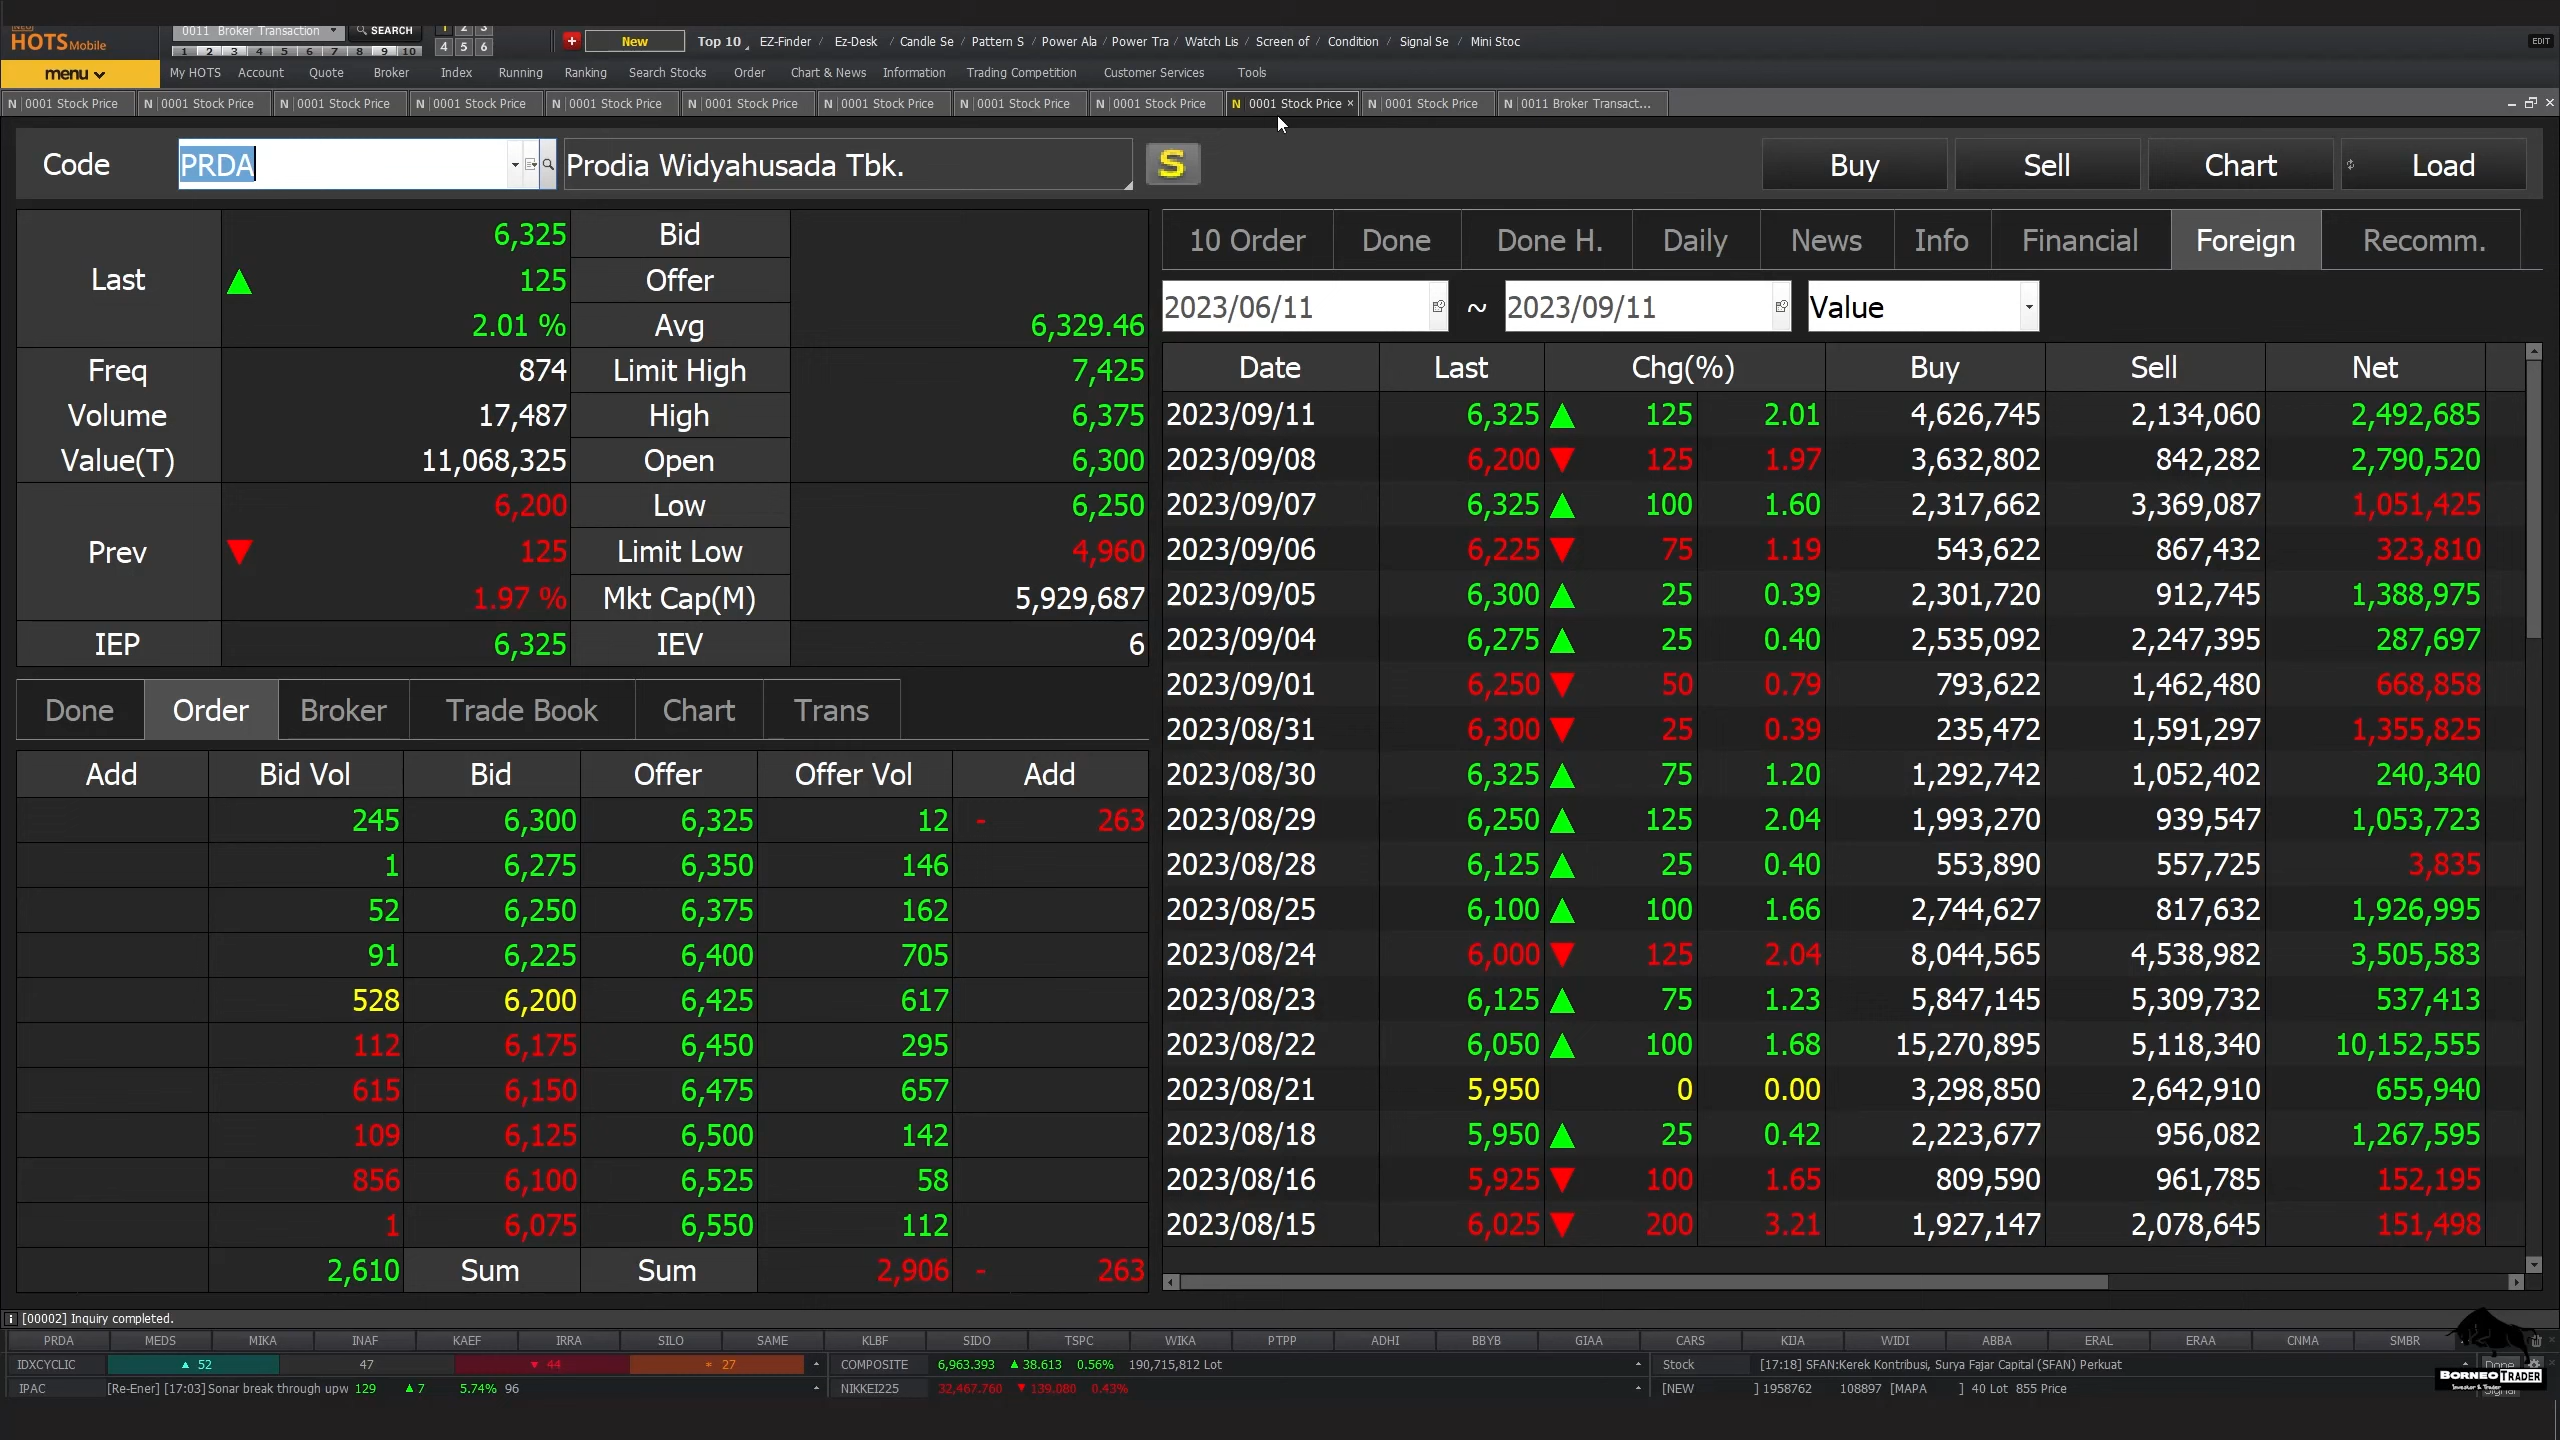 HOTS Mobile
0011 Broker Transaction
SEARCH
1 2 3 4 5 6 7 8 9 10
1 2 3
4 5 6
New
Top 10 EZ-Finder / Ez-Desk / Candle Se / Pattern S / Power Ala / Power Tra / Watch Lis / Screen of / Condition / Signal Se / Mini Stoc
EDIT
menu
My HOTS Account Quote Broker Index Running Ranking Search Stocks Order Chart & News Information Trading Competition Customer Services Tools
N 0001 Stock Price N 0001 Stock Price N 0001 Stock Price N 0001 Stock Price N 0001 Stock Price N 0001 Stock Price N 0001 Stock Price N 0001 Stock Price N 0001 Stock Price N 0001 Stock Price × N 0001 Stock Price N 0011 Broker Transact...
Code PRDA Prodia Widyahusada Tbk. S Buy Sell Chart Load
Last ▲ 6,325 Bid
125 Offer
2.01 % Avg 6,329.46
Freq 874 Limit High 7,425
Volume 17,487 High 6,375
Value(T) 11,068,325 Open 6,300
Prev ▼ 6,200 Low 6,250
125 Limit Low 4,960
1.97 % Mkt Cap(M) 5,929,687
IEP 6,325 IEV 6
Done Order Broker Trade Book Chart Trans
Add Bid Vol Bid Offer Offer Vol Add
245 6,300 6,325 12 - 263
1 6,275 6,350 146
52 6,250 6,375 162
91 6,225 6,400 705
528 6,200 6,425 617
112 6,175 6,450 295
615 6,150 6,475 657
109 6,125 6,500 142
856 6,100 6,525 58
1 6,075 6,550 112
2,610 Sum Sum 2,906 - 263
10 Order Done Done H. Daily News Info Financial Foreign Recomm.
2023/06/11 ~ 2023/09/11 Value
Date Last Chg(%) Buy Sell Net
2023/09/11 6,325 ▲ 125 2.01 4,626,745 2,134,060 2,492,685
2023/09/08 6,200 ▼ 125 1.97 3,632,802 842,282 2,790,520
2023/09/07 6,325 ▲ 100 1.60 2,317,662 3,369,087 1,051,425
2023/09/06 6,225 ▼ 75 1.19 543,622 867,432 323,810
2023/09/05 6,300 ▲ 25 0.39 2,301,720 912,745 1,388,975
2023/09/04 6,275 ▲ 25 0.40 2,535,092 2,247,395 287,697
2023/09/01 6,250 ▼ 50 0.79 793,622 1,462,480 668,858
2023/08/31 6,300 ▼ 25 0.39 235,472 1,591,297 1,355,825
2023/08/30 6,325 ▲ 75 1.20 1,292,742 1,052,402 240,340
2023/08/29 6,250 ▲ 125 2.04 1,993,270 939,547 1,053,723
2023/08/28 6,125 ▲ 25 0.40 553,890 557,725 3,835
2023/08/25 6,100 ▲ 100 1.66 2,744,627 817,632 1,926,995
2023/08/24 6,000 ▼ 125 2.04 8,044,565 4,538,982 3,505,583
2023/08/23 6,125 ▲ 75 1.23 5,847,145 5,309,732 537,413
2023/08/22 6,050 ▲ 100 1.68 15,270,895 5,118,340 10,152,555
2023/08/21 5,950 0 0.00 3,298,850 2,642,910 655,940
2023/08/18 5,950 ▲ 25 0.42 2,223,677 956,082 1,267,595
2023/08/16 5,925 ▼ 100 1.65 809,590 961,785 152,195
2023/08/15 6,025 ▼ 200 3.21 1,927,147 2,078,645 151,498
[00002] Inquiry completed.
PRDA MEDS MIKA INAF KAEF IRRA SILO SAME KLBF SIDO TSPC WIKA PTPP ADHI BBYB GIAA CARS KIJA WIDI ABBA ERAL ERAA CNMA SMBR
IDXCYCLIC ▲ 52 47 ▼ 44 * 27 COMPOSITE 6,963.393 ▲ 38.613 0.56% 190,715,812 Lot Stock [17:18] SFAN:Kerek Kontribusi, Surya Fajar Capital (SFAN) Perkuat
IPAC [Re-Ener] [17:03]Sonar break through upw 129 ▲ 7 5.74% 96 NIKKEI225 32,467.760 ▼ 139.080 0.43% [NEW ] 1958762 108897 [MAPA ] 40 Lot 855 Price
BORNEO TRADER
Investor & Trader